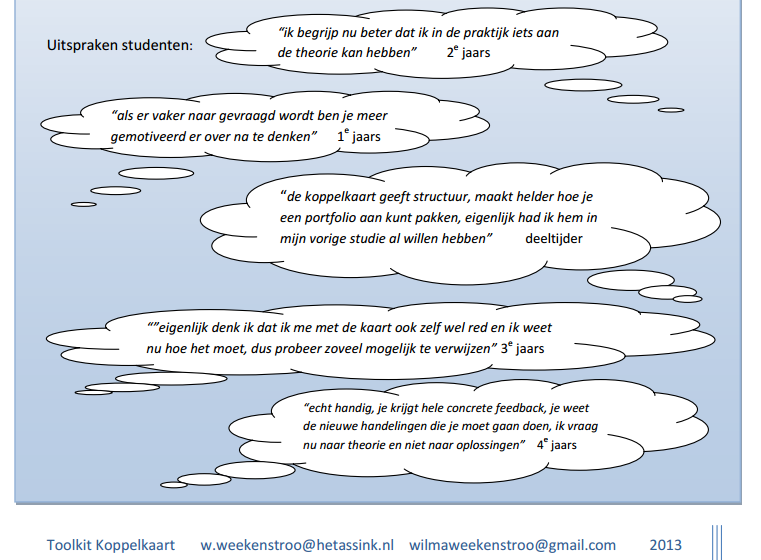 Uitspraken studenten:
“ik begrijp nu beter dat ik in de praktijk iets aan
de theorie kan hebben” 2e jaars
“als er vaker naar gevraagd wordt ben je meer
gemotiveerd er over na te denken” 1e jaars
“de koppelkaart geeft structuur, maakt helder hoe je
een portfolio aan kunt pakken, eigenlijk had ik hem in
mijn vorige studie al willen hebben” deeltijder
“”eigenlijk denk ik dat ik me met de kaart ook zelf wel red en ik weet
nu hoe het moet, dus probeer zoveel mogelijk te verwijzen” 3e jaars
“echt handig, je krijgt hele concrete feedback, je weet
de nieuwe handelingen die je moet gaan doen, ik vraag
nu naar theorie en niet naar oplossingen” 4e jaars
Toolkit Koppelkaart w.weekenstroo@hetassink.nl wilmaweekenstroo@gmail.com 2013